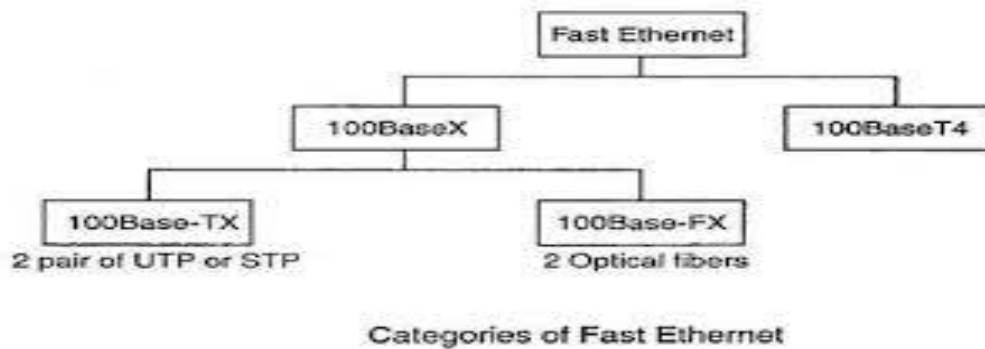 Fast Ethernet
100BaseX
100BaseT4
100Base-TX
100Base-FX
2 pair of UTP or STP
2 Optical fibers
Categories of Fast Ethernet